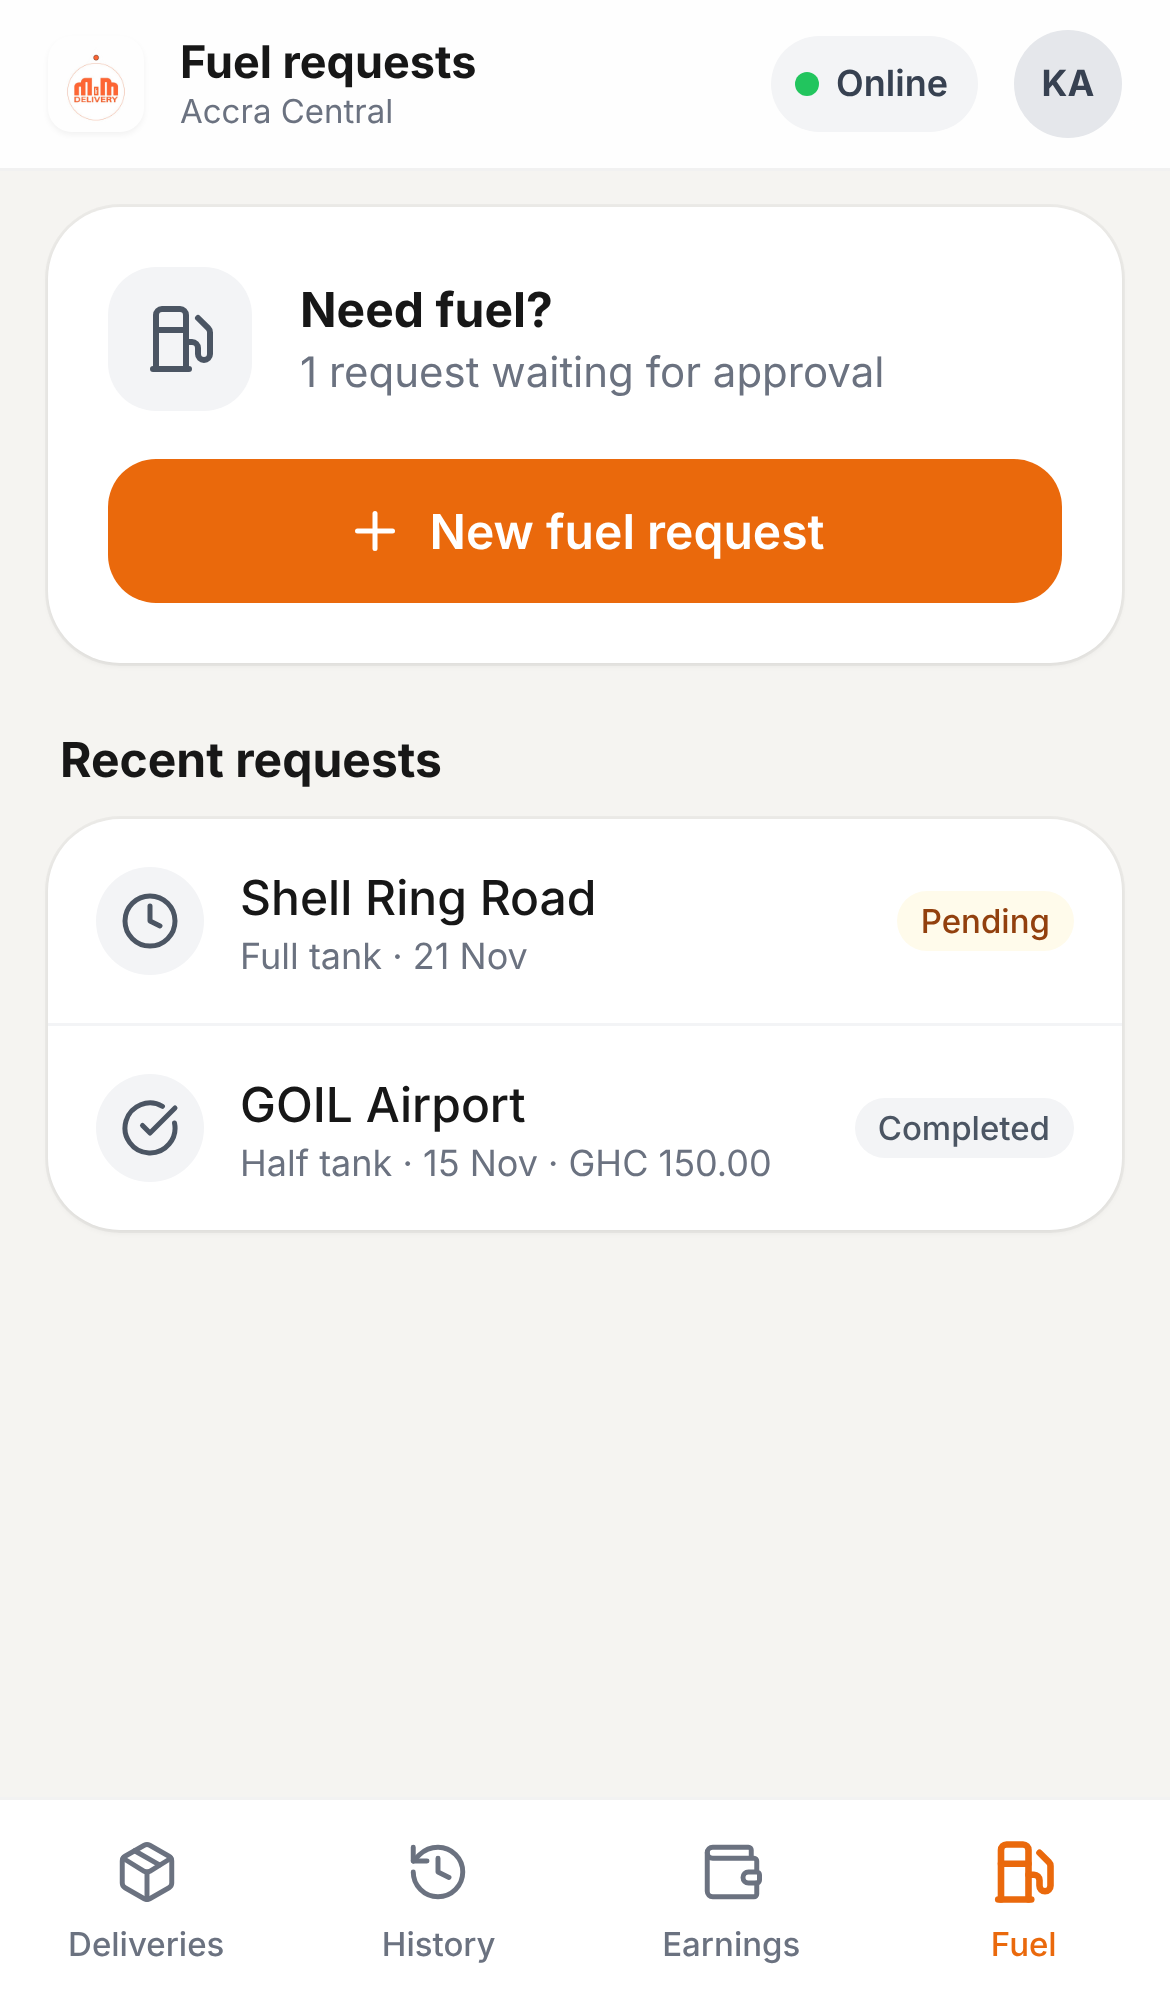 M&M
DELIVERY
Fuel requests
Accra Central
Online
KA
Need fuel?
1 request waiting for approval
New fuel request
Recent requests
Shell Ring Road
Full tank · 21 Nov
Pending
GOIL Airport
Half tank · 15 Nov · GHC 150.00
Completed
Deliveries
History
Earnings
Fuel